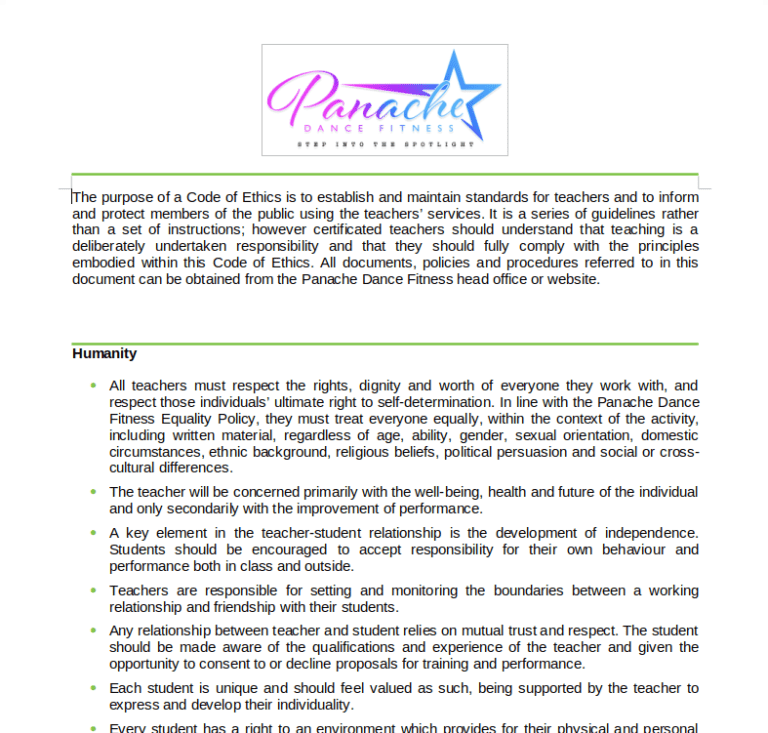 Panache
DANCE FITNESS
STEP INTO THE SPOTLIGHT
The purpose of a Code of Ethics is to establish and maintain standards for teachers and to inform
and protect members of the public using the teachers’ services. It is a series of guidelines rather
than a set of instructions; however certificated teachers should understand that teaching is a
deliberately undertaken responsibility and that they should fully comply with the principles
embodied within this Code of Ethics. All documents, policies and procedures referred to in this
document can be obtained from the Panache Dance Fitness head office or website.
Humanity
• All teachers must respect the rights, dignity and worth of everyone they work with, and
respect those individuals’ ultimate right to self-determination. In line with the Panache Dance
Fitness Equality Policy, they must treat everyone equally, within the context of the activity,
including written material, regardless of age, ability, gender, sexual orientation, domestic
circumstances, ethnic background, religious beliefs, political persuasion and social or cross-
cultural differences.
• The teacher will be concerned primarily with the well-being, health and future of the individual
and only secondarily with the improvement of performance.
• A key element in the teacher-student relationship is the development of independence.
Students should be encouraged to accept responsibility for their own behaviour and
performance both in class and outside.
• Teachers are responsible for setting and monitoring the boundaries between a working
relationship and friendship with their students.
• Any relationship between teacher and student relies on mutual trust and respect. The student
should be made aware of the qualifications and experience of the teacher and given the
opportunity to consent to or decline proposals for training and performance.
• Each student is unique and should feel valued as such, being supported by the teacher to
express and develop their individuality.
• Every student has a right to an environment which provides for their physical and personal